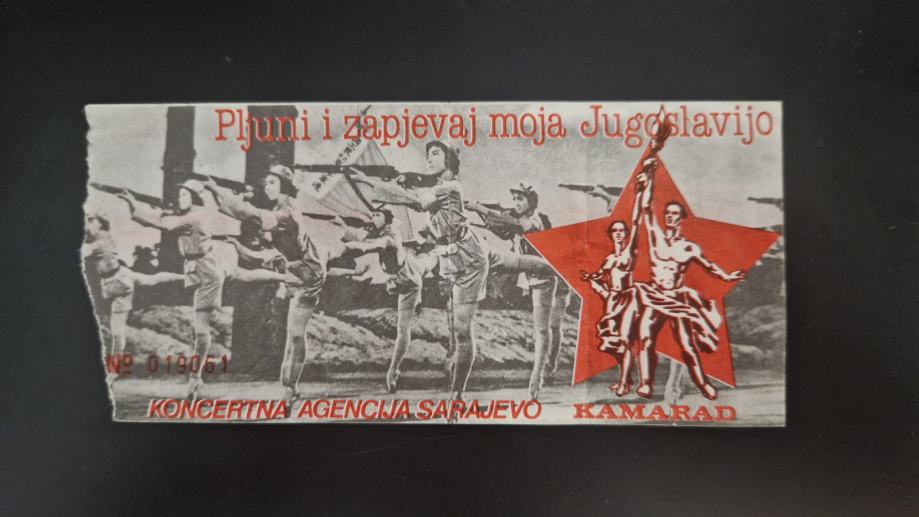 Pljuni i zapjevaj moja Jugoslavijo
Nº 019061
KONCERTNA AGENCIJA SARAJEVO KAMARAD